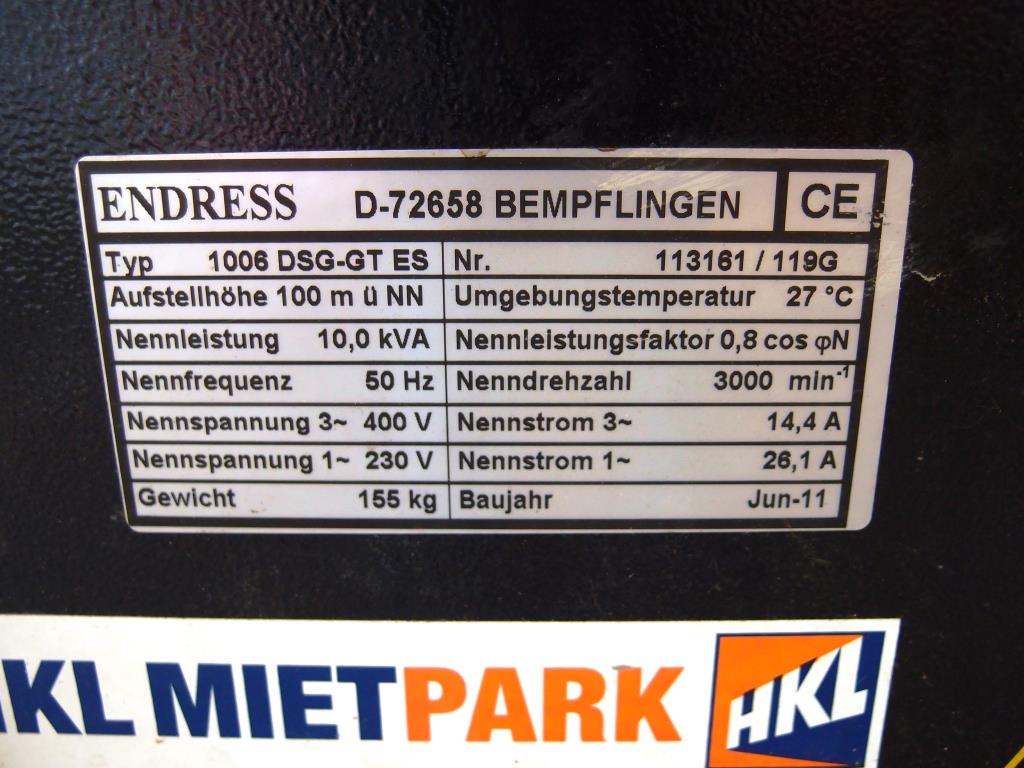 ENDRESS D-72658 BEMPFLINGEN CE
Typ 1006 DSG-GT ES Nr. 113161 / 119G
Aufstellhöhe 100 m ü NN Umgebungstemperatur 27 °C
Nennleistung 10,0 kVA Nennleistungsfaktor 0,8 cos φN
Nennfrequenz 50 Hz Nenndrehzahl 3000 min⁻¹
Nennspannung 3~ 400 V Nennstrom 3~ 14,4 A
Nennspannung 1~ 230 V Nennstrom 1~ 26,1 A
Gewicht 155 kg Baujahr Jun-11
HKL MIETPARK HKL